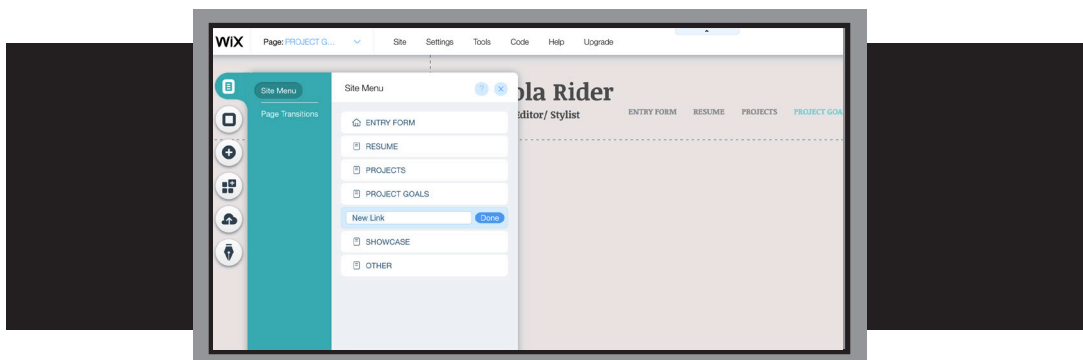 WiX Page: PROJECT G... Site Settings Tools Code Help Upgrade
Site Menu
Page Transitions
Site Menu ? ×
ENTRY FORM
RESUME
PROJECTS
PROJECT GOALS
New Link Done
SHOWCASE
OTHER
ola Rider
Editor/ Stylist
ENTRY FORM RESUME PROJECTS PROJECT GOA